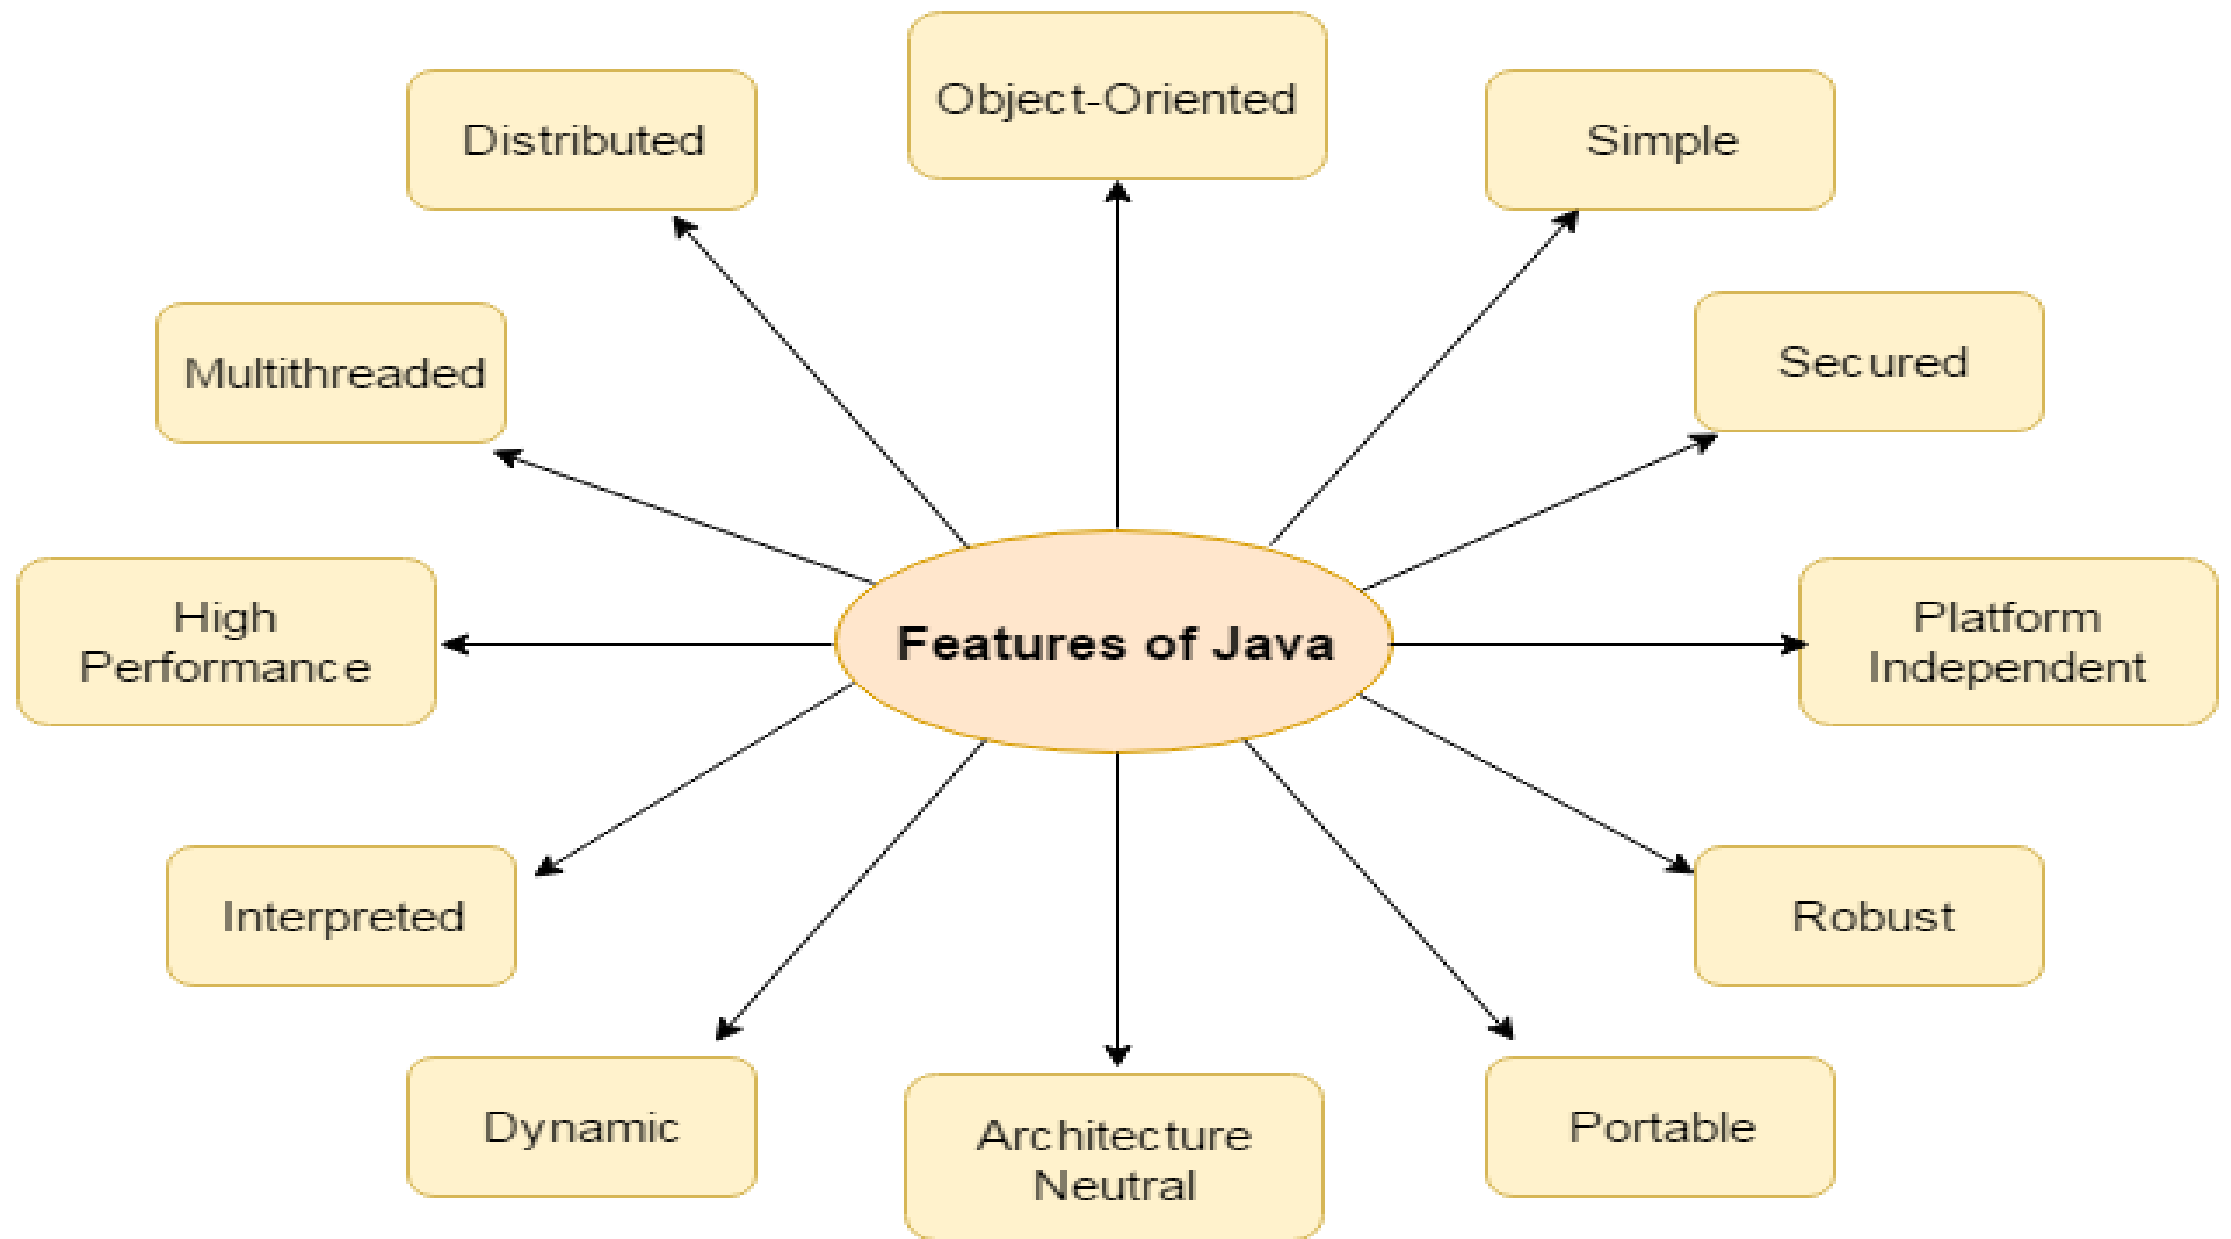 Object-Oriented
Distributed
Simple
Multithreaded
Secured
High
Performance
Features of Java
Platform
Independent
Interpreted
Robust
Dynamic
Architecture
Neutral
Portable